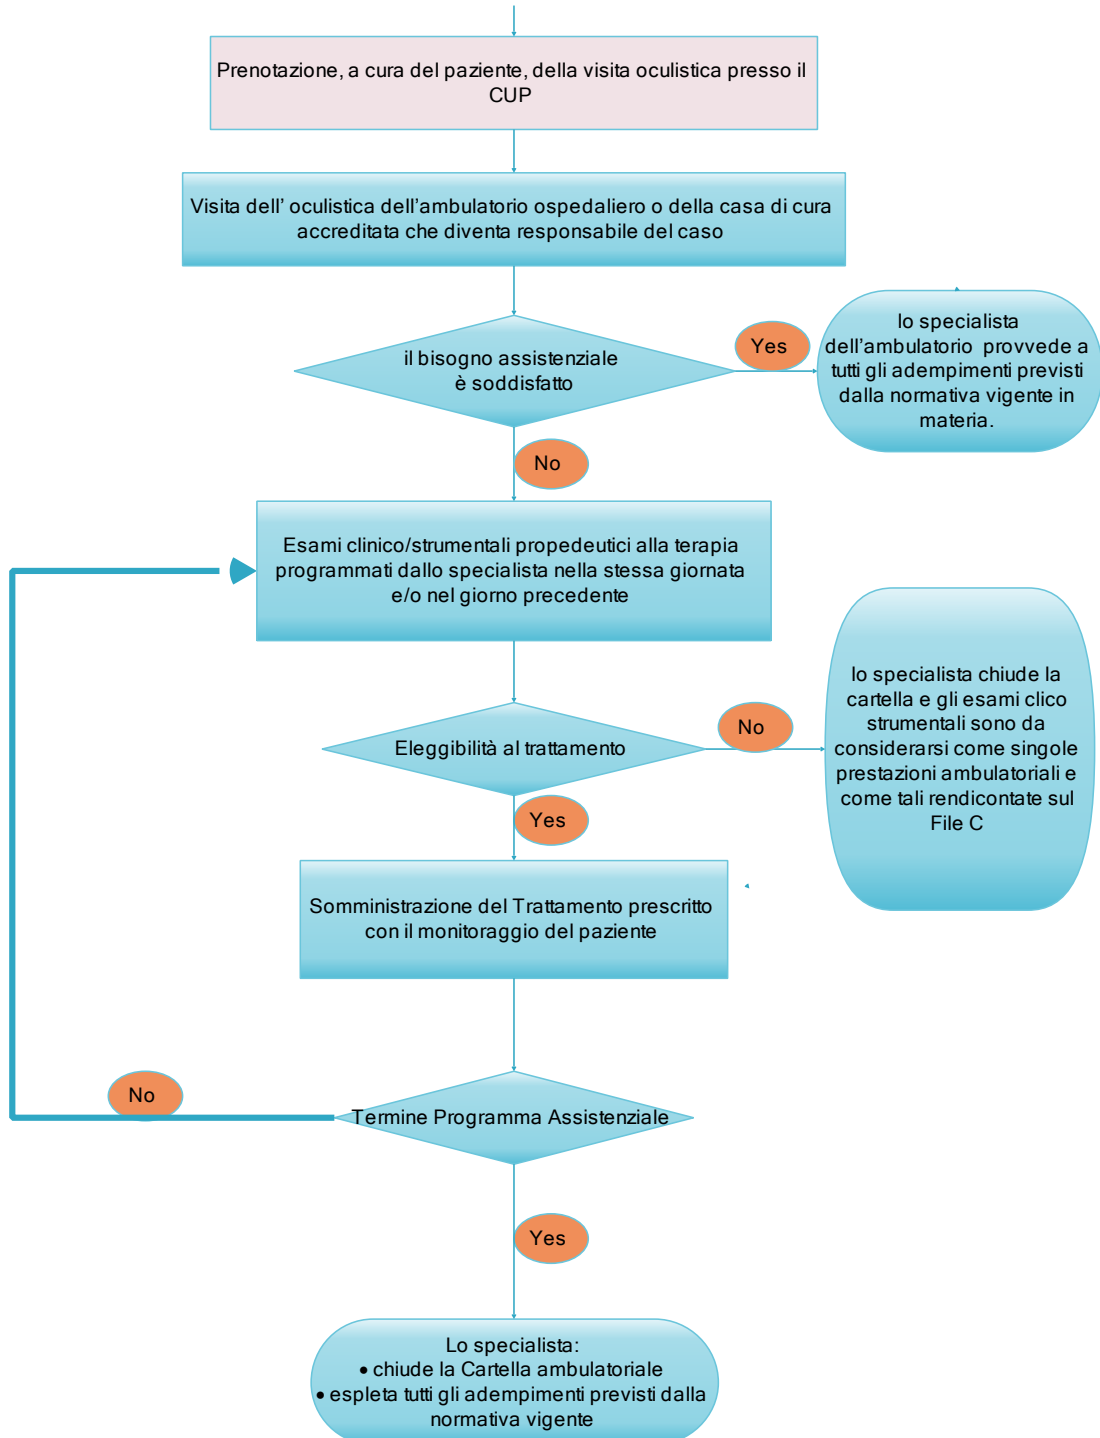 Prenotazione, a cura del paziente, della visita oculistica presso il
CUP
Visita dell' oculistica dell'ambulatorio ospedaliero o della casa di cura
accreditata che diventa responsabile del caso
il bisogno assistenziale
è soddisfatto
Yes
lo specialista
dell'ambulatorio provvede a
tutti gli adempimenti previsti
dalla normativa vigente in
materia.
No
Esami clinico/strumentali propedeutici alla terapia
programmati dallo specialista nella stessa giornata
e/o nel giorno precedente
Eleggibilità al trattamento
No
lo specialista chiude la
cartella e gli esami clico
strumentali sono da
considerarsi come singole
prestazioni ambulatoriali e
come tali rendicontate sul
File C
Yes
Somministrazione del Trattamento prescritto
con il monitoraggio del paziente
No
Termine Programma Assistenziale
Yes
Lo specialista:
• chiude la Cartella ambulatoriale
• espleta tutti gli adempimenti previsti dalla
normativa vigente